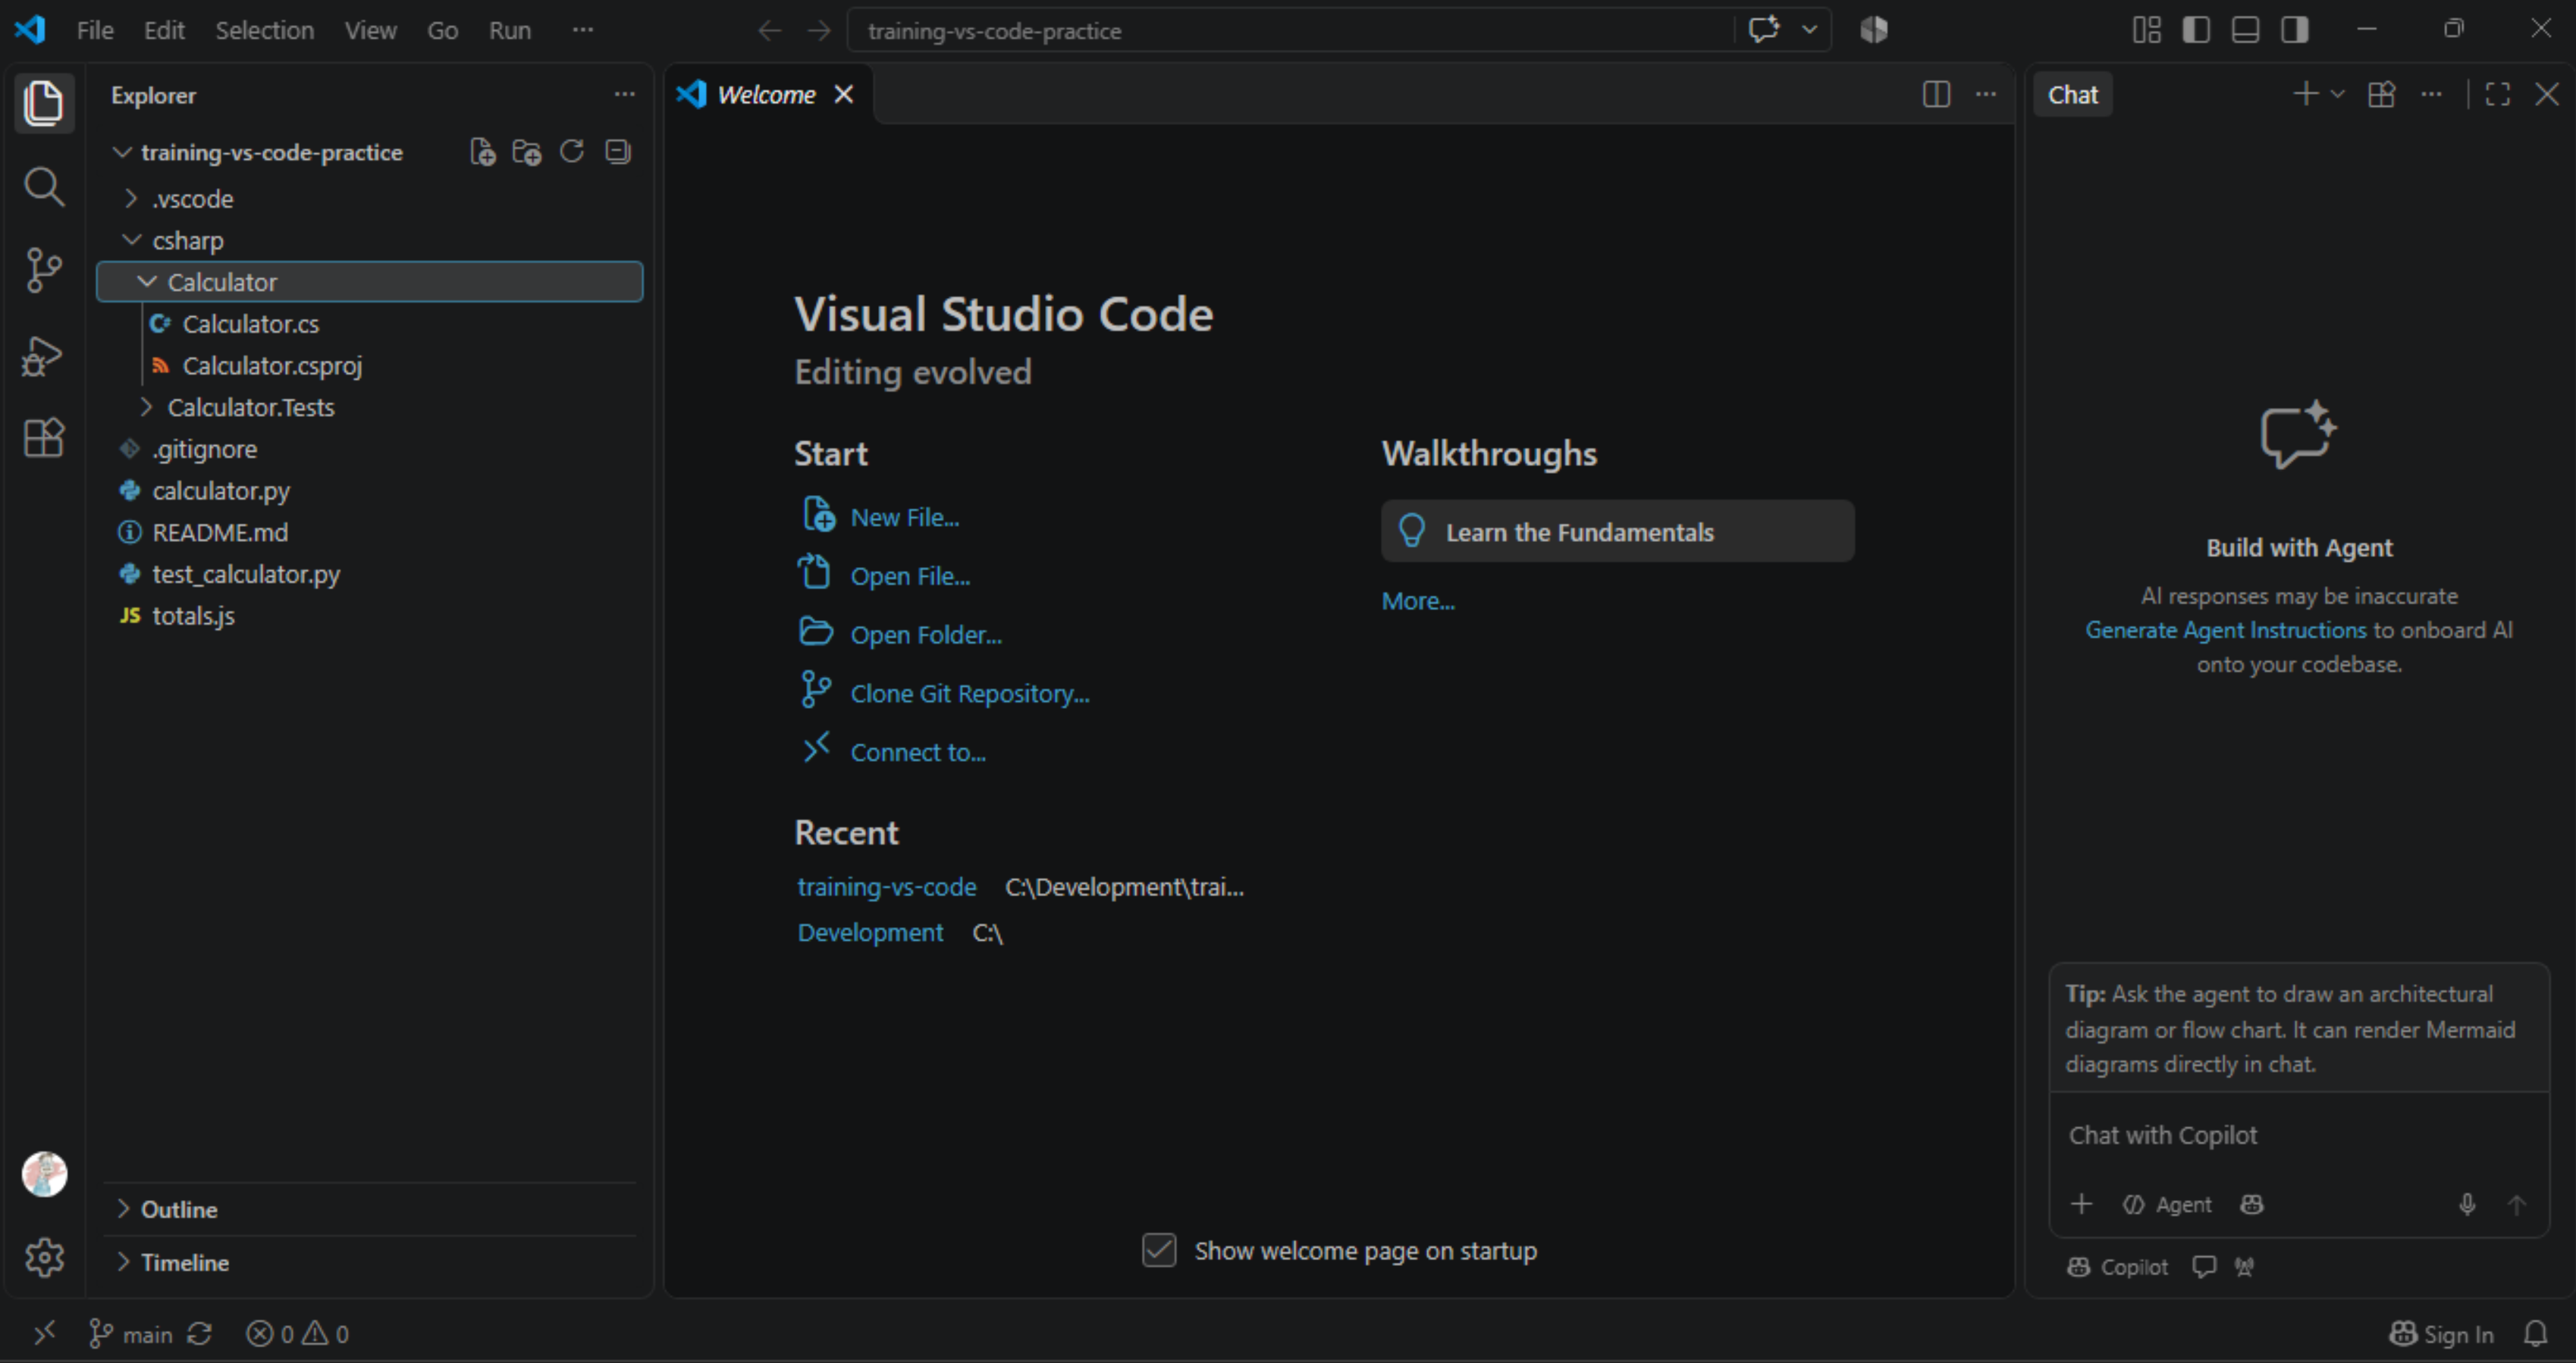 File Edit Selection View Go Run ···
training-vs-code-practice
Explorer
training-vs-code-practice
.vscode
csharp
Calculator
Calculator.cs
Calculator.csproj
Calculator.Tests
.gitignore
calculator.py
README.md
test_calculator.py
JS totals.js
Outline
Timeline
Welcome
Visual Studio Code
Editing evolved
Start
New File...
Open File...
Open Folder...
Clone Git Repository...
Connect to...
Recent
training-vs-code C:\Development\trai...
Development C:\
Walkthroughs
Learn the Fundamentals
More...
Show welcome page on startup
Chat
Build with Agent
AI responses may be inaccurate
Generate Agent Instructions to onboard AI
onto your codebase.
Tip: Ask the agent to draw an architectural
diagram or flow chart. It can render Mermaid
diagrams directly in chat.
Chat with Copilot
Agent
Copilot
main 0 0
Sign In